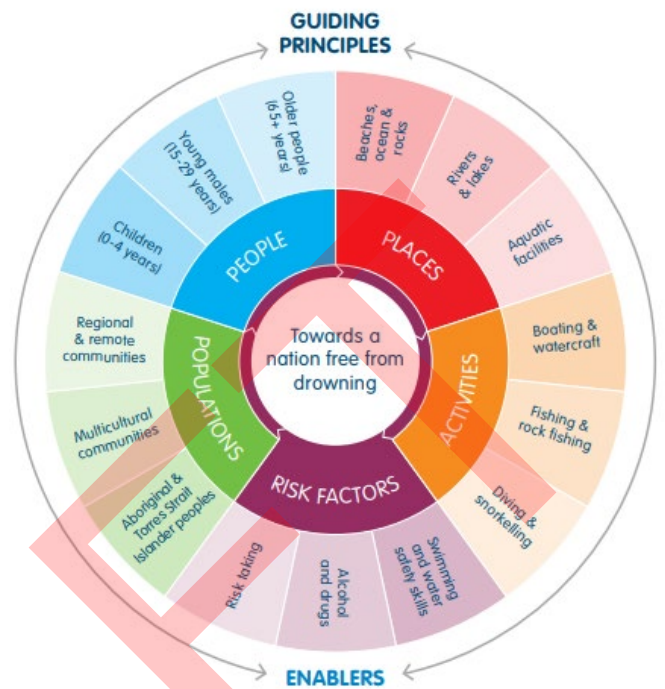 GUIDING
PRINCIPLES
Older people
(65+ years)
Beaches,
ocean &
rocks
Young males
(15-29 years)
Rivers
& lakes
Children
(0-4 years)
Aquatic
facilities
PEOPLE
PLACES
Regional
& remote
communities
Boating &
watercraft
Towards a
nation free from
drowning
POPULATIONS
ACTIVITIES
Multicultural
communities
Fishing &
rock fishing
Aboriginal &
Torres Strait
Islander peoples
RISK FACTORS
Diving &
snorkelling
Risk taking
Alcohol
and drugs
Swimming
and water
safety skills
ENABLERS